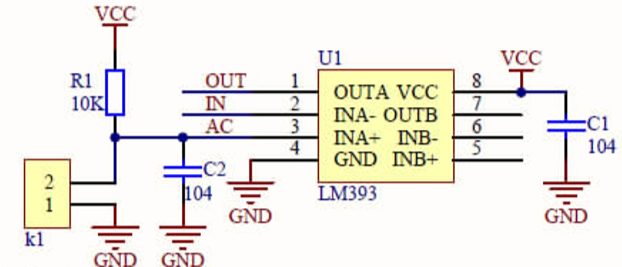 VCC
R1
10K
OUT
IN
AC
C2
104
2
1
k1
GND
GND
GND
U1
1
2
3
4
OUTA VCC
INA- OUTB
INA+ INB-
GND INB+
8
7
6
5
LM393
VCC
C1
104
GND